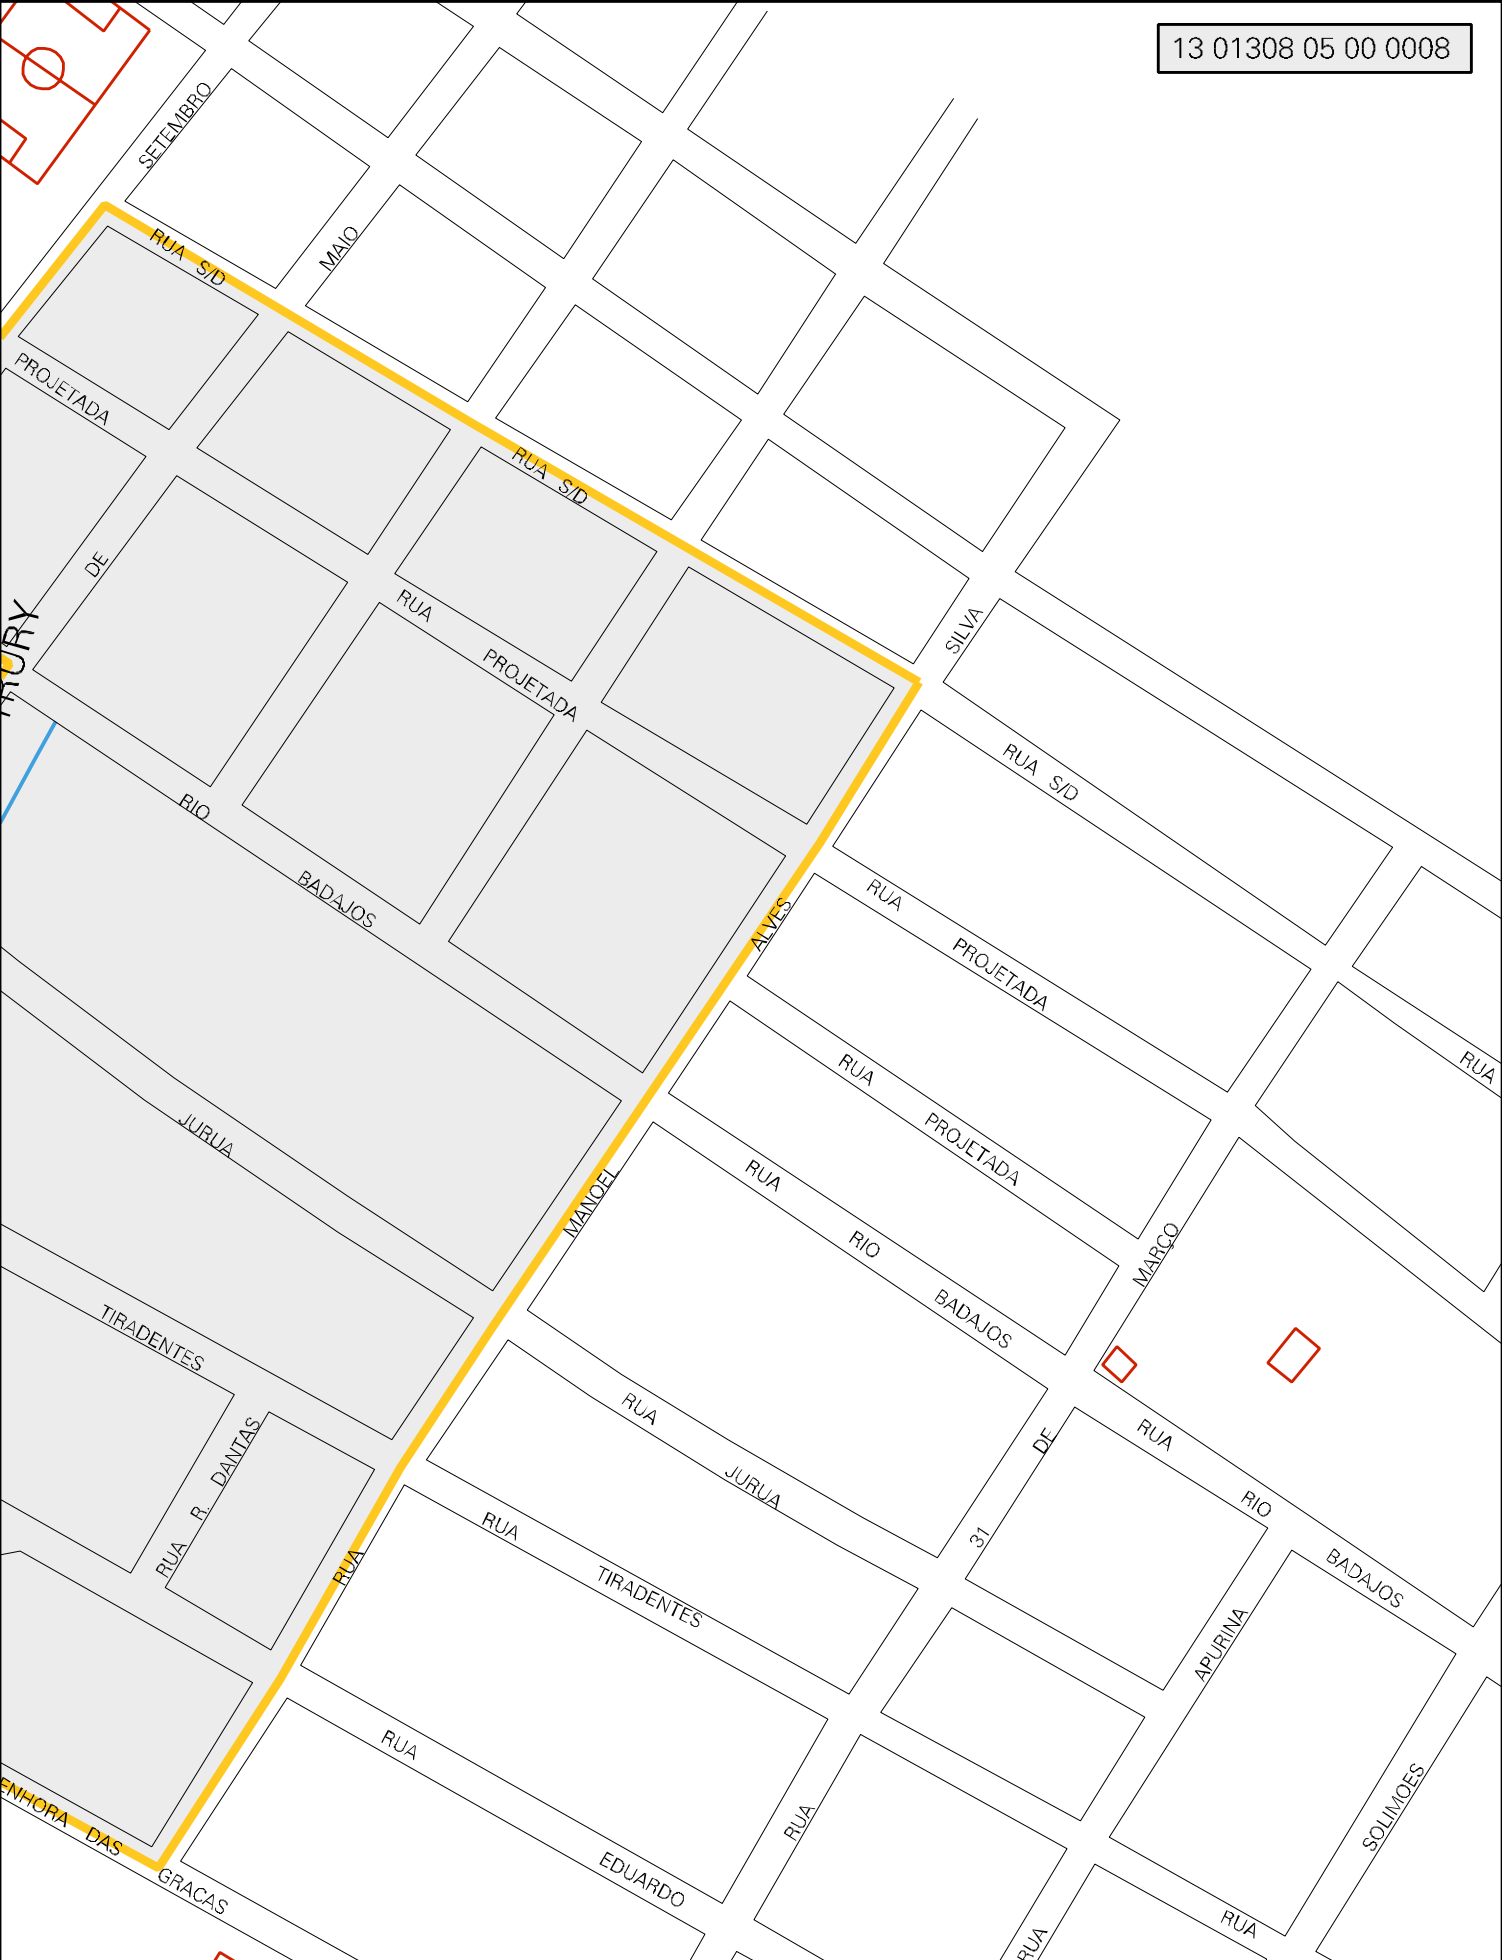 13 01308 05 00 0008
SETEMBRO
MAIO
RUA S/D
PROJETADA
RUA S/D
DE
RUA PROJETADA
SILVA
RUA S/D
RIO BADAJOS
ALVES
RUA PROJETADA
RUA PROJETADA
RUA
JURUA
MANOEL
RUA RIO BADAJOS
MARÇO
TIRADENTES
RUA R. DANTAS
RUA JURUA
DE
31
RUA RIO BADAJOS
RUA
RUA TIRADENTES
APURINA
RUA EDUARDO
RUA
SOLIMOES
ENHORA DAS GRACAS
RUA
RUA